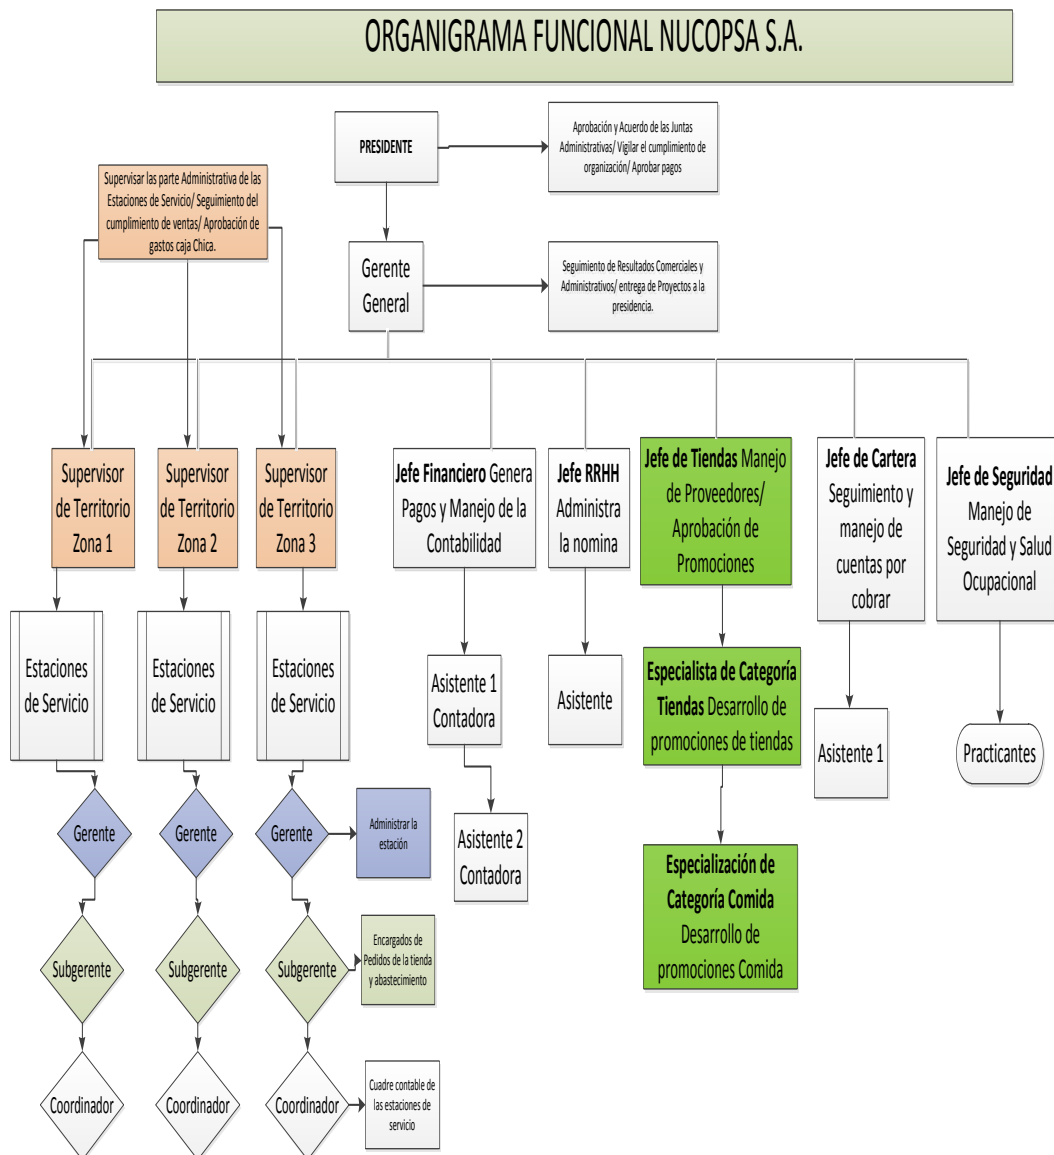 ORGANIGRAMA FUNCIONAL NUCOPSA S.A.
PRESIDENTE
Aprobación y Acuerdo de las Juntas
Administrativas/ Vigilar el cumplimiento de
organización/ Aprobar pagos
Supervisar las parte Administrativa de las
Estaciones de Servicio/ Seguimiento del
cumplimiento de ventas/ Aprobación de
gastos caja Chica.
Gerente
General
Seguimiento de Resultados Comerciales y
Administrativos/ entrega de Proyectos a la
presidencia.
Supervisor
de Territorio
Zona 1
Supervisor
de Territorio
Zona 2
Supervisor
de Territorio
Zona 3
Jefe Financiero Genera
Pagos y Manejo de la
Contabilidad
Jefe RRHH
Administra
la nomina
Jefe de Tiendas Manejo
de Proveedores/
Aprobación de
Promociones
Jefe de Cartera
Seguimiento y
manejo de
cuentas por
cobrar
Jefe de Seguridad
Manejo de
Seguridad y Salud
Ocupacional
Estaciones
de Servicio
Estaciones
de Servicio
Estaciones
de Servicio
Asistente 1
Contadora
Asistente
Especialista de Categoría
Tiendas Desarrollo de
promociones de tiendas
Asistente 1
Practicantes
Gerente
Gerente
Gerente
Administrar la
estación
Asistente 2
Contadora
Especialización de
Categoría Comida
Desarrollo de
promociones Comida
Subgerente
Subgerente
Subgerente
Encargados de
Pedidos de la tienda
y abastecimiento
Coordinador
Coordinador
Coordinador
Cuadre contable de
las estaciones de
servicio